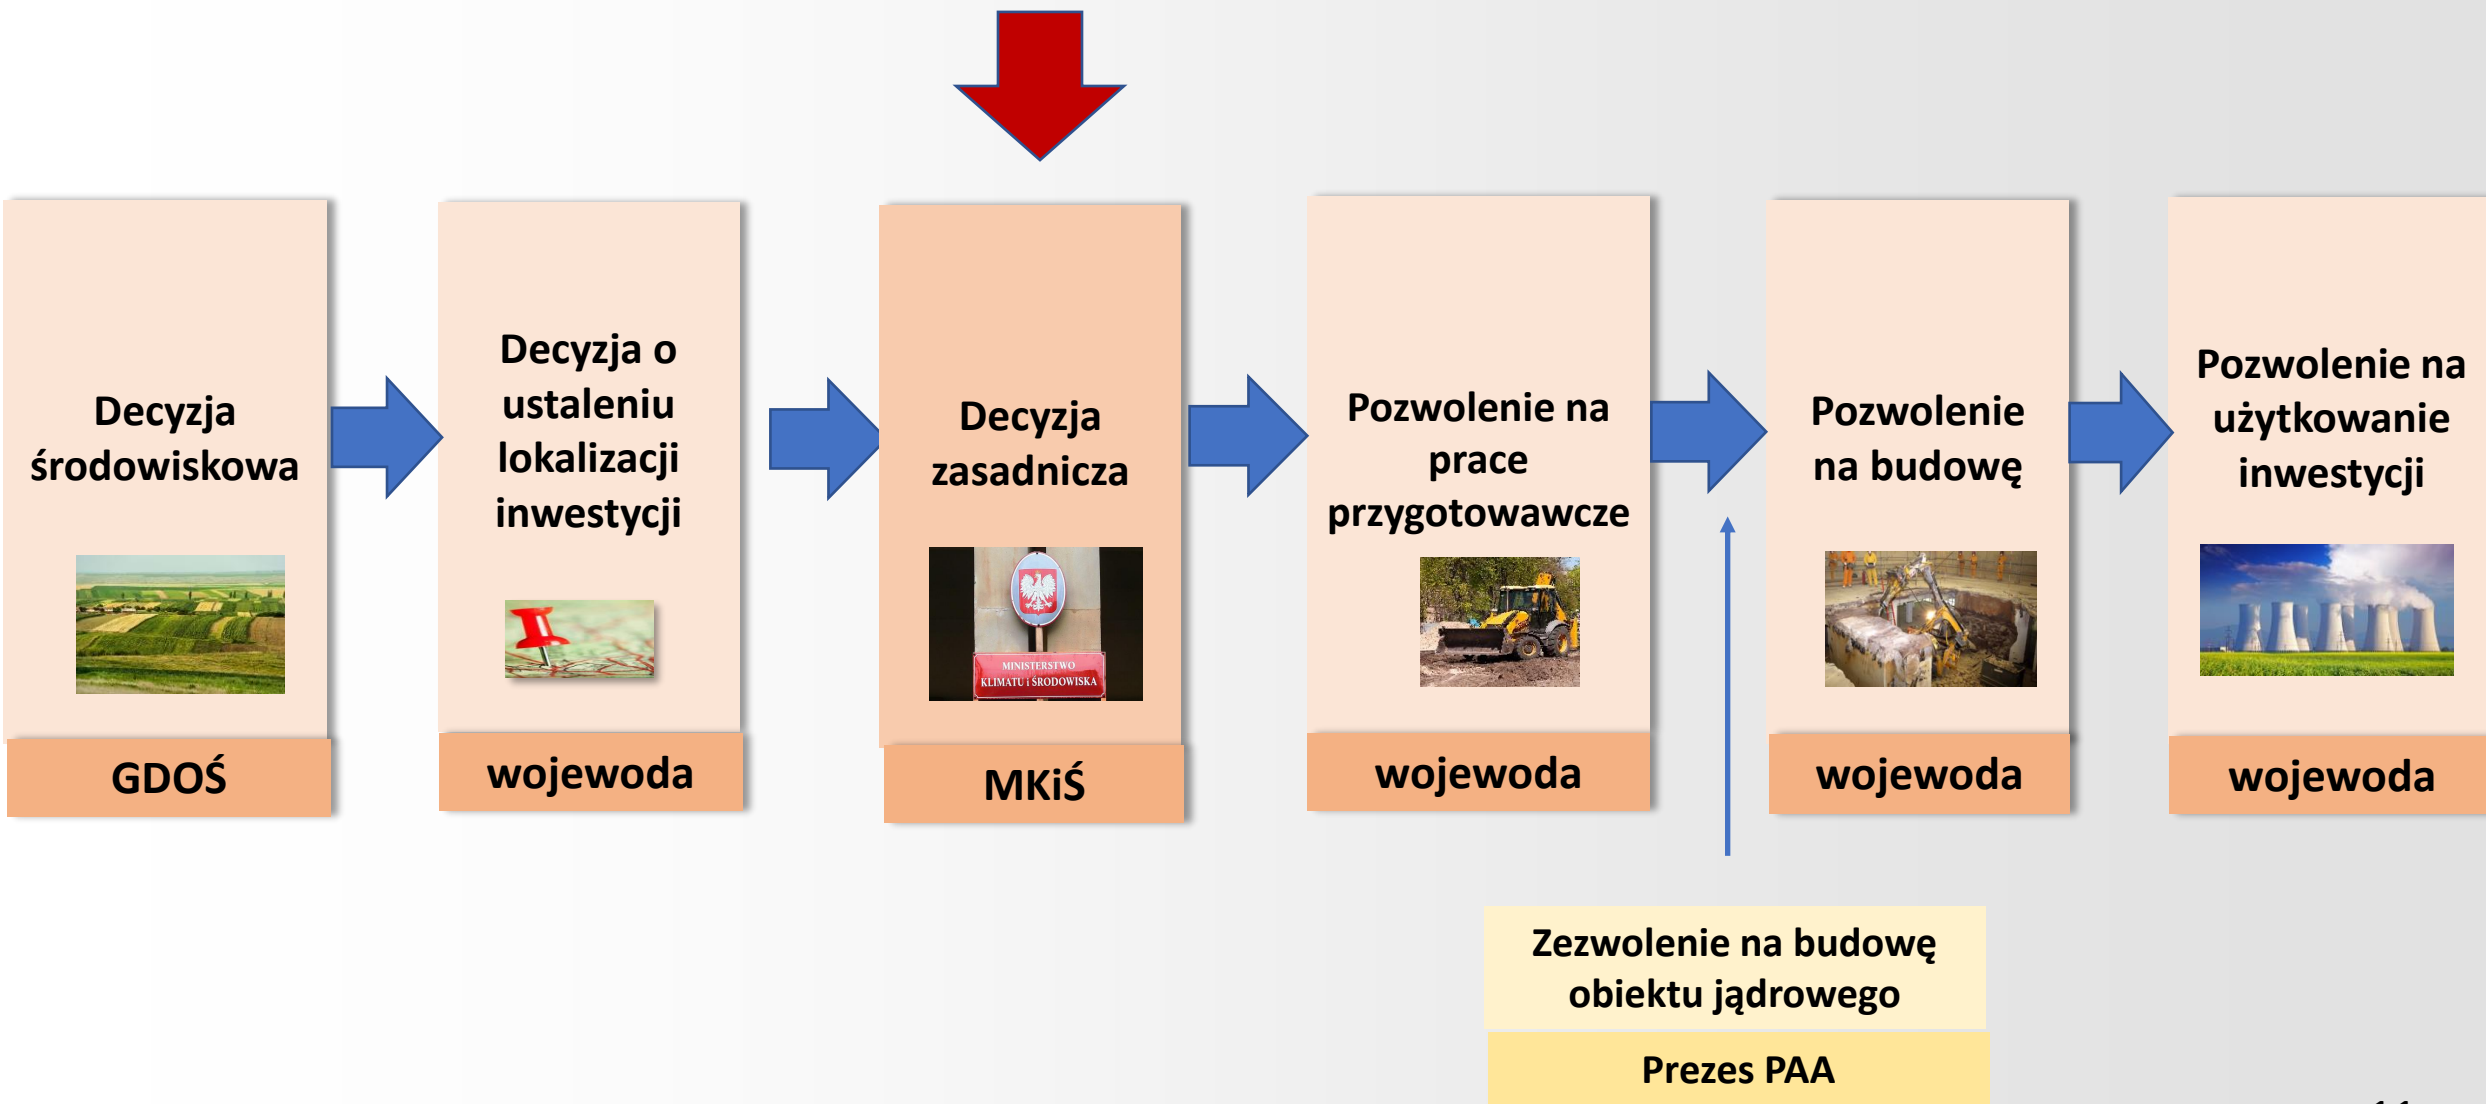 Decyzja
środowiskowa
GDOŚ
Decyzja o
ustaleniu
lokalizacji
inwestycji
wojewoda
Decyzja
zasadnicza
MINISTERSTWO
KLIMATU i ŚRODOWISKA
MKiŚ
Pozwolenie na
prace
przygotowawcze
wojewoda
Pozwolenie
na budowę
wojewoda
Pozwolenie na
użytkowanie
inwestycji
wojewoda
Zezwolenie na budowę
obiektu jądrowego
Prezes PAA